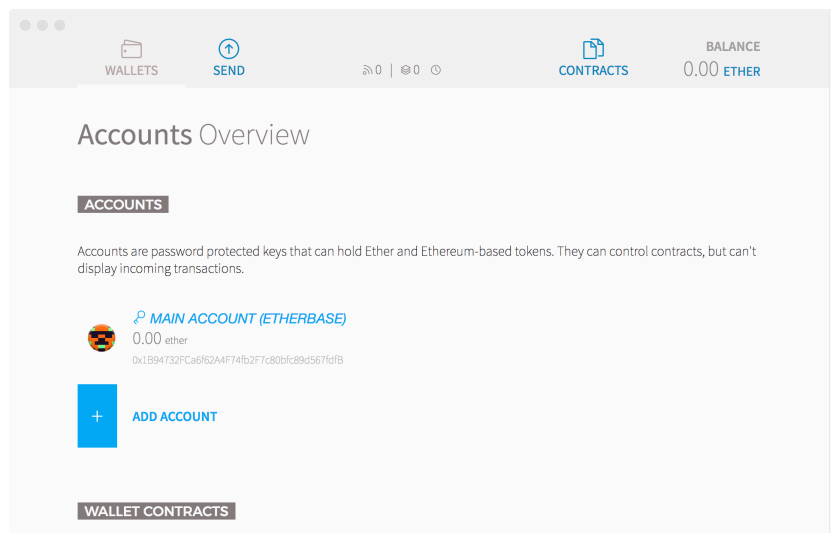 WALLETS
SEND
0 | 0
CONTRACTS
BALANCE
0.00 ETHER
Accounts Overview
ACCOUNTS
Accounts are password protected keys that can hold Ether and Ethereum-based tokens. They can control contracts, but can't
display incoming transactions.
MAIN ACCOUNT (ETHERBASE)
0.00 ether
0x1B94732FCa6f62A4F74fb2F7c80bfc89d567fdfB
+
ADD ACCOUNT
WALLET CONTRACTS